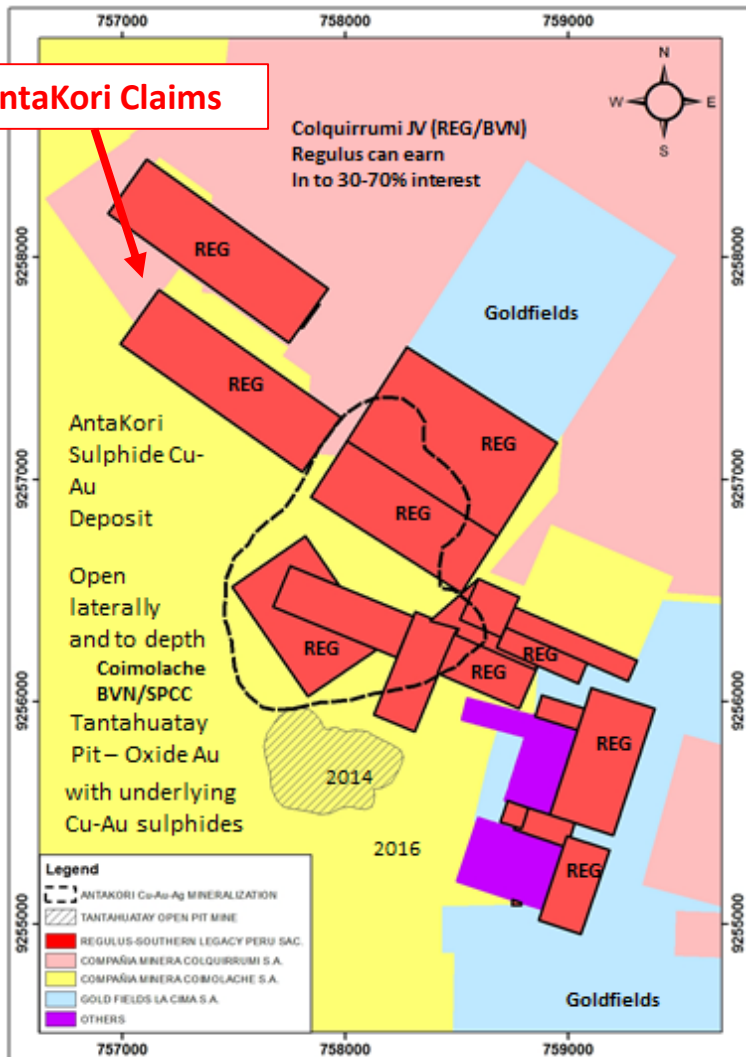 757000
758000
759000
ntaKori Claims
N
W
E
S
Colquirrumi JV (REG/BVN)
Regulus can earn
In to 30-70% interest
9258000
9258000
REG
Goldfields
REG
REG
AntaKori
Sulphide Cu-
Au
Deposit
9257000
9257000
REG
Open
laterally
and to depth
Coimolache
BVN/SPCC
REG
REG
REG
9256000
9256000
Tantahuatay
Pit – Oxide Au
with underlying
Cu-Au sulphides
REG
2014
2016
REG
9255000
9255000
Legend
ANTAKORI Cu-Au-Ag MINERALIZATION
TANTAHUATAY OPEN PIT MINE
REGULUS-SOUTHERN LEGACY PERU SAC.
COMPAÑIA MINERA COLQUIRRUMI S.A.
COMPAÑIA MINERA COIMOLACHE S.A.
GOLD FIELDS LA CIMA S.A.
OTHERS
Goldfields
757000
758000
759000